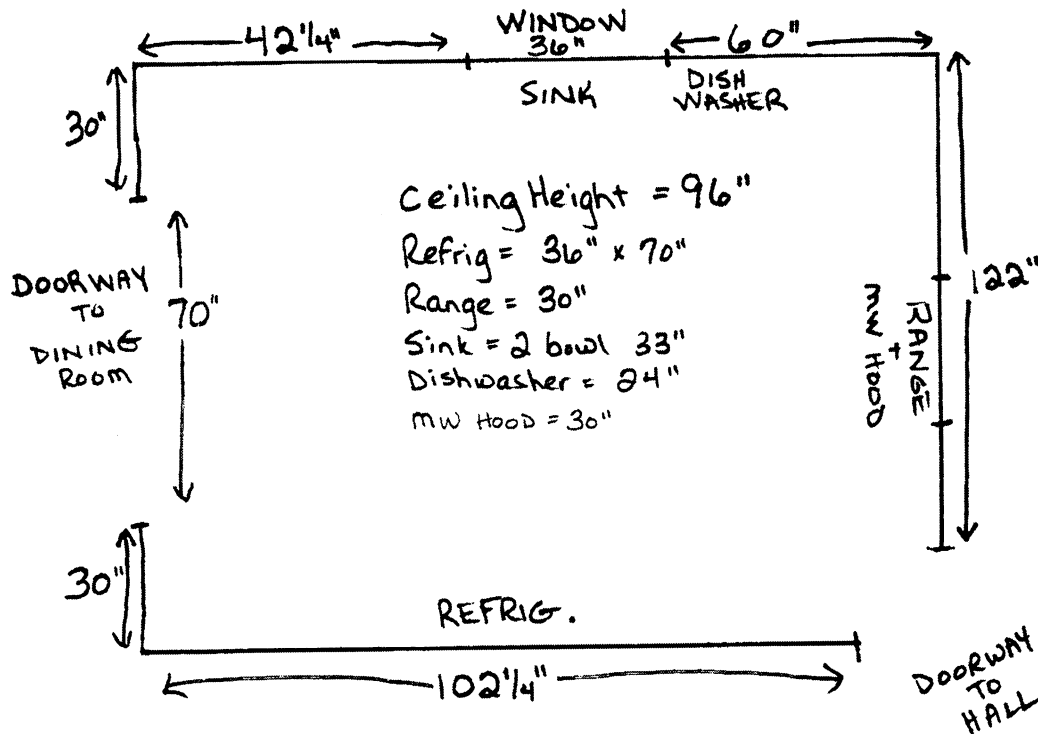 42 1/4"
WINDOW
36"
60"
SINK
DISH
WASHER
30"
Ceiling Height = 96"
Refrig = 36" x 70"
Range = 30"
Sink = 2 bowl 33"
Dishwasher = 24"
MW HOOD = 30"
DOORWAY
TO
DINING
ROOM
70"
122"
RANGE
+
MW HOOD
30"
REFRIG.
102 1/4"
DOORWAY
TO
HALL